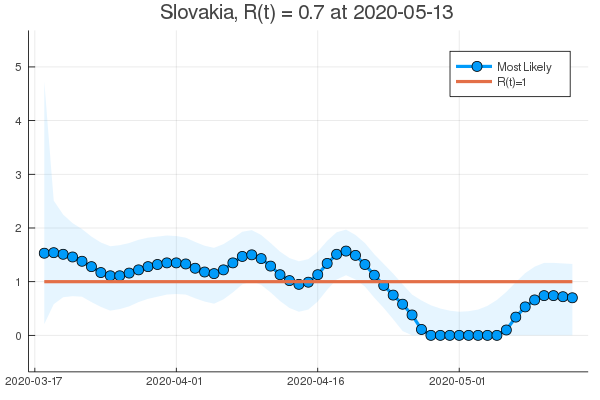 Slovakia, R(t) = 0.7 at 2020-05-13
Most Likely
R(t)=1
5
4
3
2
1
0
2020-03-17 2020-04-01 2020-04-16 2020-05-01